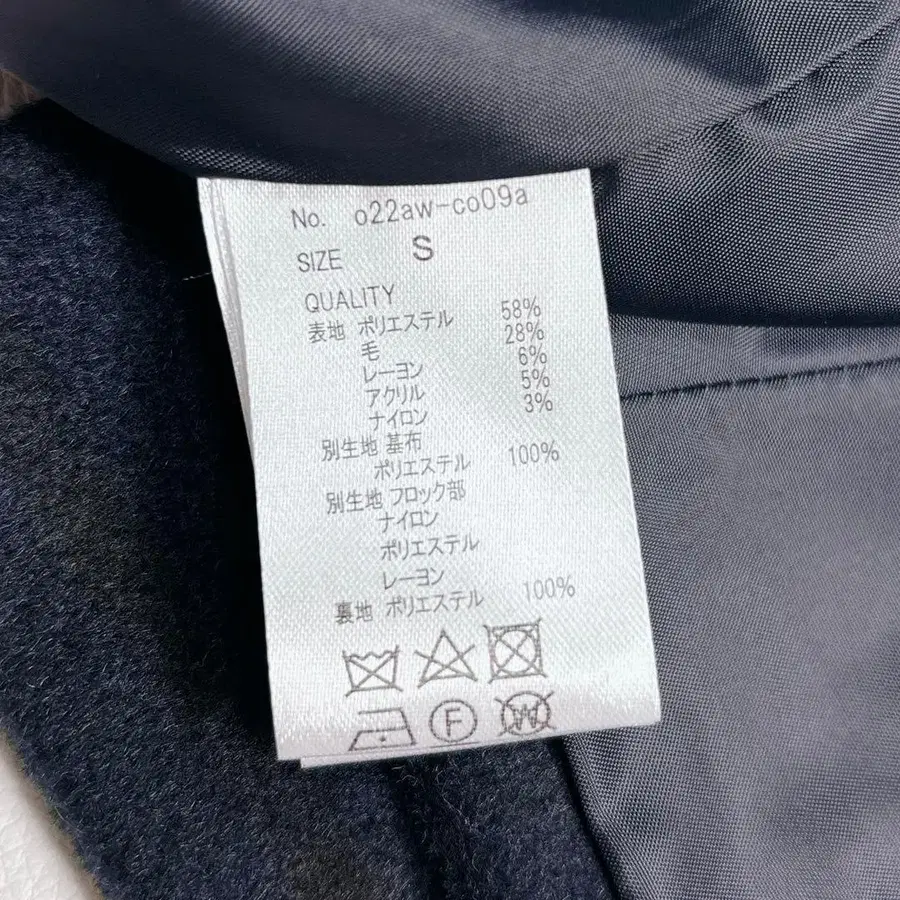 No. o22aw-co09a
SIZE S
QUALITY
表地 ポリエステル 58%
毛 28%
レーヨン 6%
アクリル 5%
ナイロン 3%
別生地 基布
ポリエステル 100%
別生地 フロック部
ナイロン
ポリエステル
レーヨン
裏地 ポリエステル 100%
F W